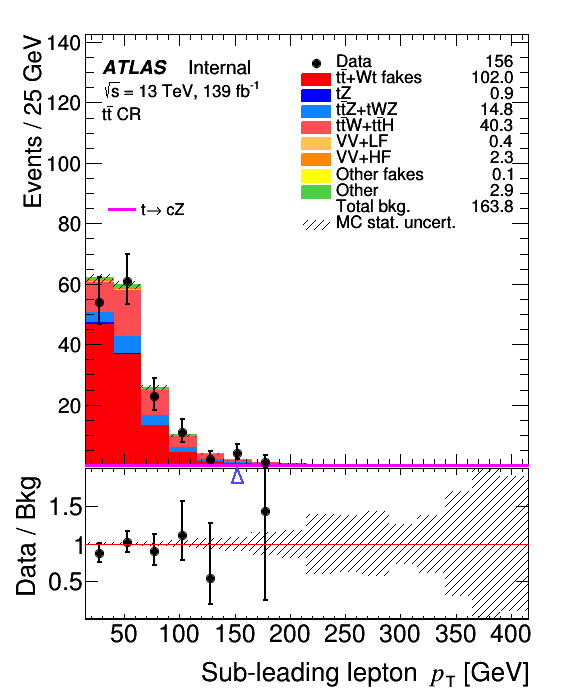 ATLAS Internal
√s = 13 TeV, 139 fb⁻¹
tt̄ CR
Data 156
tt̄+Wt fakes 102.0
tZ 0.9
tt̄Z+tWZ 14.8
tt̄W+tt̄H 40.3
VV+LF 0.4
VV+HF 2.3
Other fakes 0.1
Other 2.9
Total bkg. 163.8
MC stat. uncert.
t→ cZ
Events / 25 GeV
140
120
100
80
60
40
20
Data / Bkg
1.5
1
0.5
50 100 150 200 250 300 350 400
Sub-leading lepton pT [GeV]